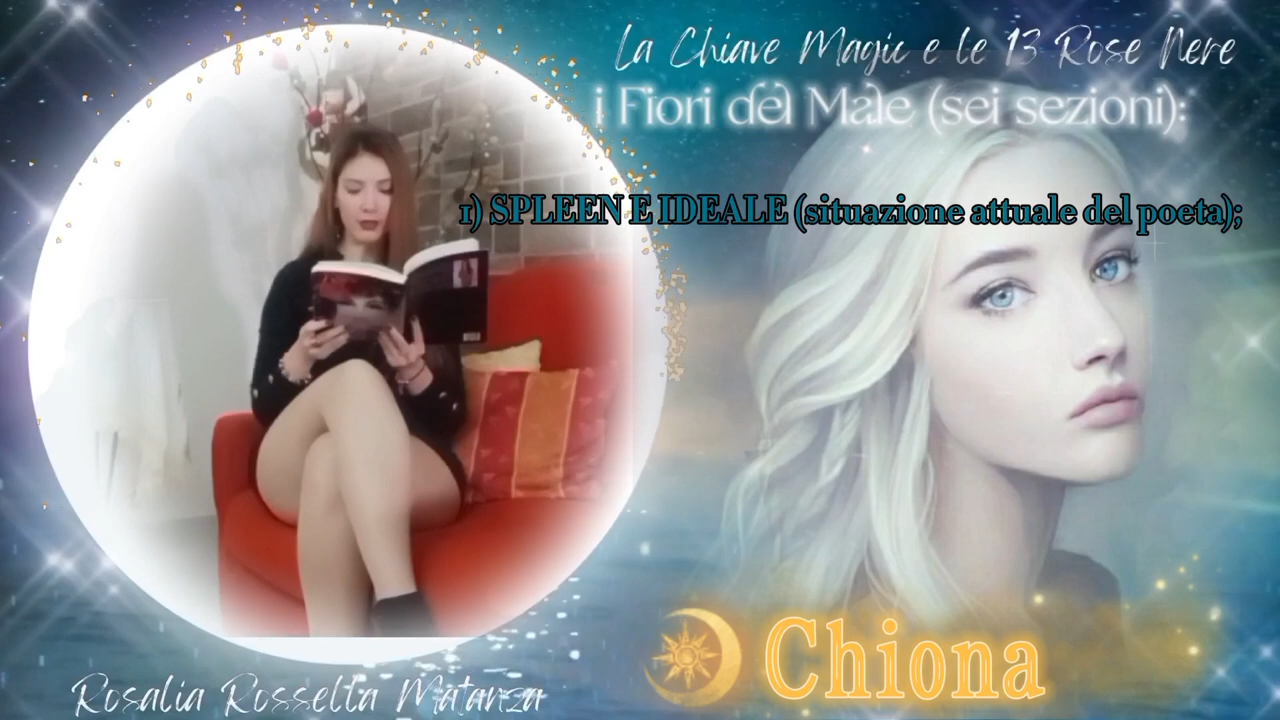 La Chiave Magic e le 13 Rose Nere
i Fiori del Male (sei sezioni):
1) SPLEEN E IDEALE (situazione attuale del poeta);
Chiona
Rosalia Rossella Matanza